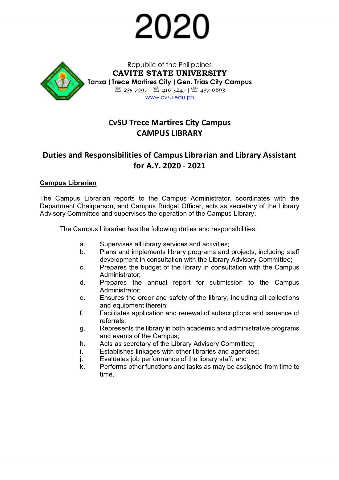 2020
Republic of the Philippines
CAVITE STATE UNIVERSITY
Tanza | Trece Martires City | Gen. Trias City Campus
www.cvsu.edu.ph
CvSU Trece Martires City Campus
CAMPUS LIBRARY
Duties and Responsibilities of Campus Librarian and Library Assistant
for A.Y. 2020 - 2021
Campus Librarian
The Campus Librarian reports to the Campus Administrator, coordinates with the
Department Chairperson, and Campus Budget Officer, acts as secretary of the Library
Advisory Committee and supervises the operation of the Campus Library.
The Campus Librarian has the following duties and responsibilities:
a. Supervises all library services and activities;
b. Plans and implements library programs and projects, including staff
development in consultation with the Library Advisory Committee;
c. Prepares the budget of the library in consultation with the Campus
Administrator;
d. Prepares the annual report for submission to the Campus
Administrator;
e. Ensures the order and safety of the library, including all collections
and equipment therein;
f. Facilitates application and renewal of subscriptions and issuance of
referrals;
g. Represents the library in both academic and administrative programs
and events of the Campus;
h. Acts as secretary of the Library Advisory Committee;
i. Establishes linkages with other libraries and agencies;
j. Evaluates job performance of the library staff; and
k. Performs other functions and tasks as may be assigned from time to
time.